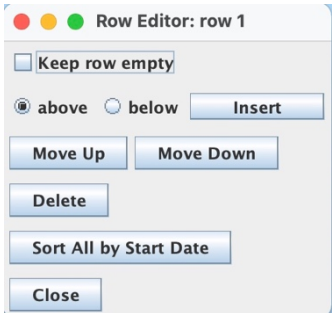 Row Editor: row 1
Keep row empty
above below Insert
Move Up Move Down
Delete
Sort All by Start Date
Close